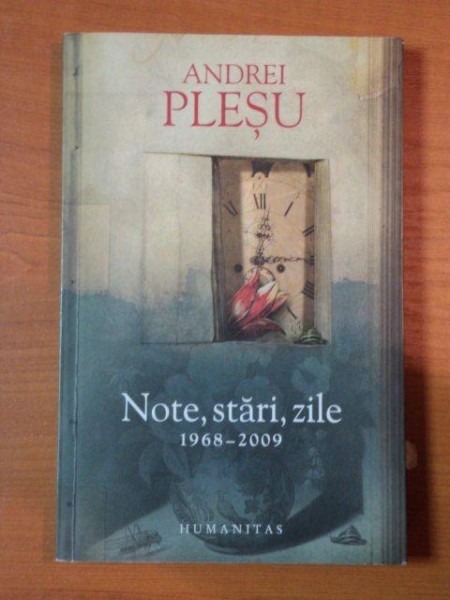 ANDREI
PLEȘU
Note, stări, zile
1968–2009
HUMANITAS